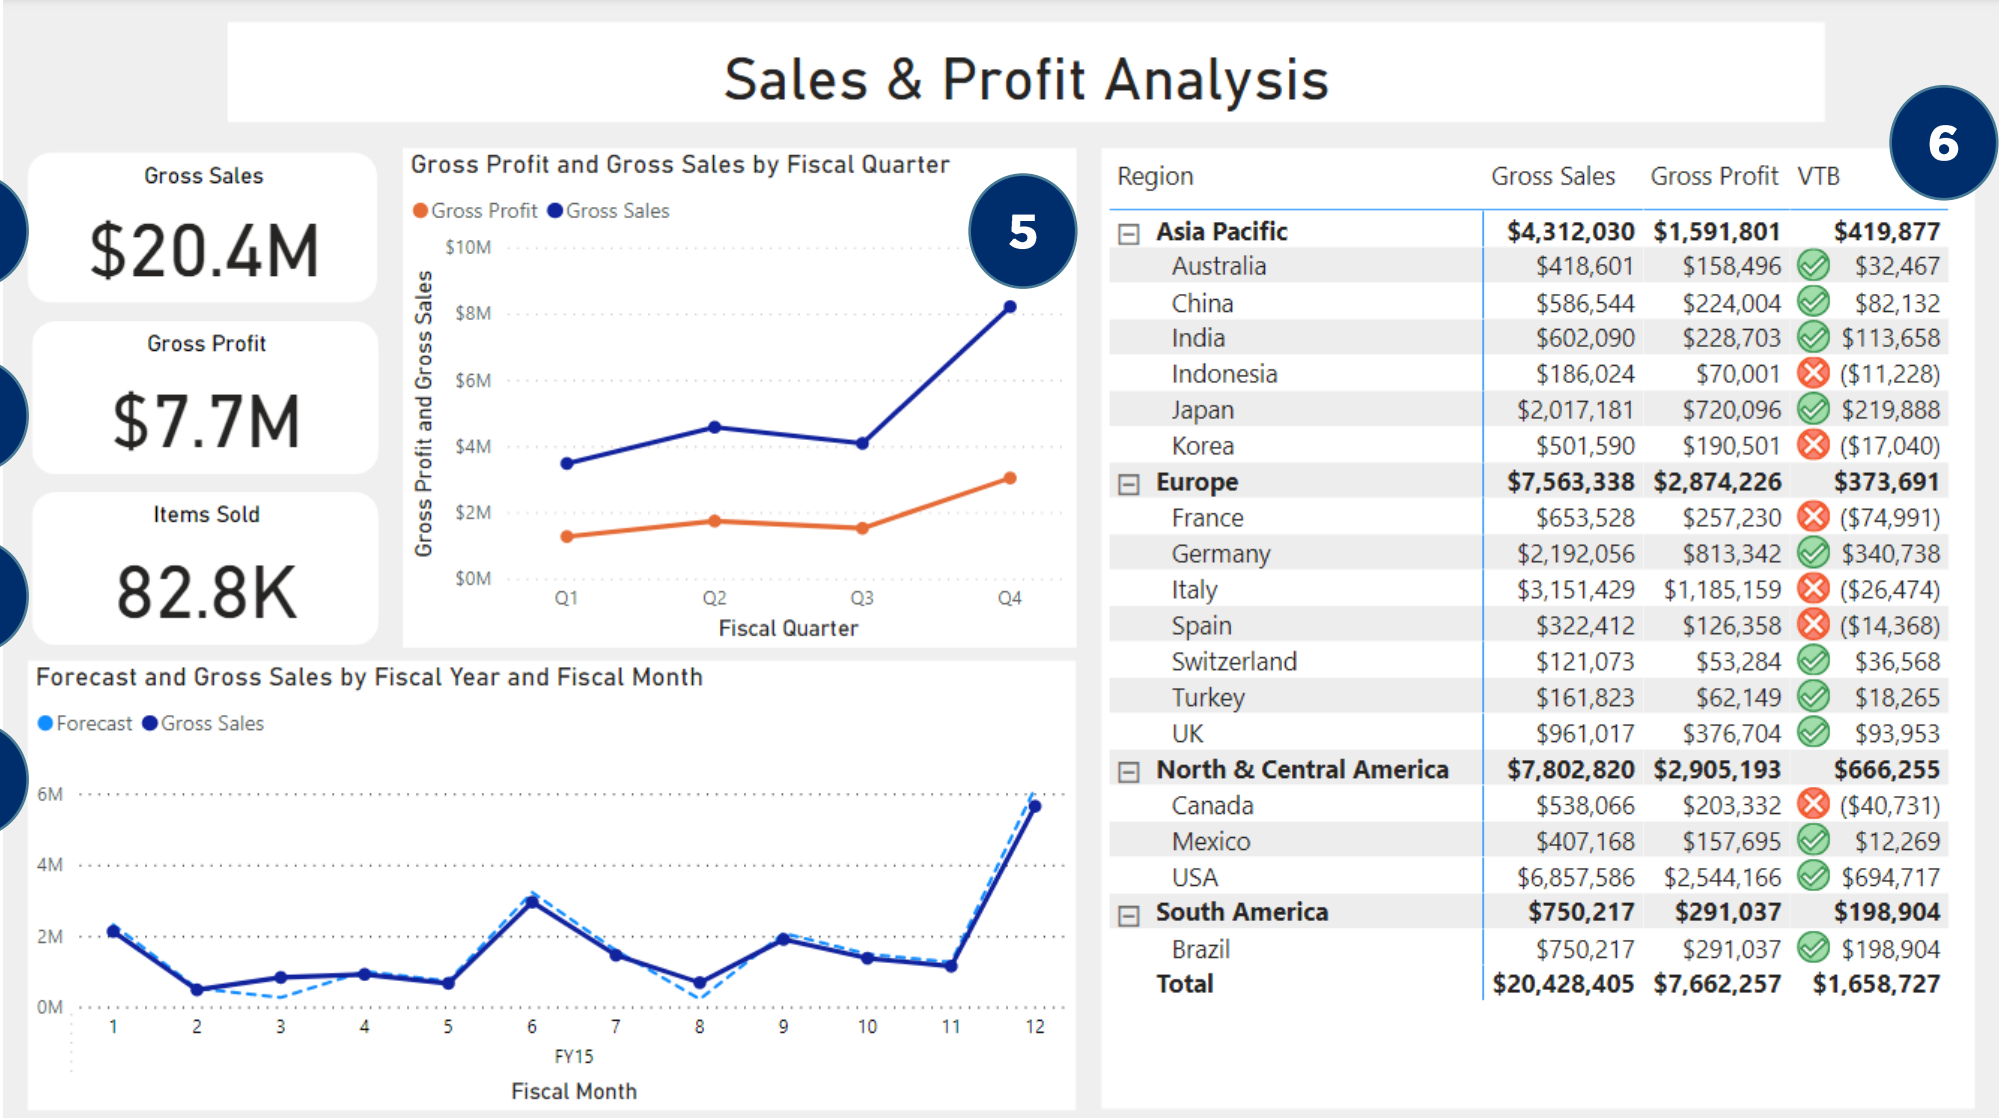 Sales & Profit Analysis
Gross Sales
$20.4M
Gross Profit
$7.7M
Items Sold
82.8K
Gross Profit and Gross Sales by Fiscal Quarter
Gross Profit Gross Sales
5
Gross Profit and Gross Sales
$10M
$8M
$6M
$4M
$2M
$0M
Q1 Q2 Q3 Q4
Fiscal Quarter
Forecast and Gross Sales by Fiscal Year and Fiscal Month
Forecast Gross Sales
6M
4M
2M
0M
1 2 3 4 5 6 7 8 9 10 11 12
FY15
Fiscal Month
6
Region Gross Sales Gross Profit VTB
Asia Pacific $4,312,030 $1,591,801 $419,877
Australia $418,601 $158,496 $32,467
China $586,544 $224,004 $82,132
India $602,090 $228,703 $113,658
Indonesia $186,024 $70,001 ($11,228)
Japan $2,017,181 $720,096 $219,888
Korea $501,590 $190,501 ($17,040)
Europe $7,563,338 $2,874,226 $373,691
France $653,528 $257,230 ($74,991)
Germany $2,192,056 $813,342 $340,738
Italy $3,151,429 $1,185,159 ($26,474)
Spain $322,412 $126,358 ($14,368)
Switzerland $121,073 $53,284 $36,568
Turkey $161,823 $62,149 $18,265
UK $961,017 $376,704 $93,953
North & Central America $7,802,820 $2,905,193 $666,255
Canada $538,066 $203,332 ($40,731)
Mexico $407,168 $157,695 $12,269
USA $6,857,586 $2,544,166 $694,717
South America $750,217 $291,037 $198,904
Brazil $750,217 $291,037 $198,904
Total $20,428,405 $7,662,257 $1,658,727